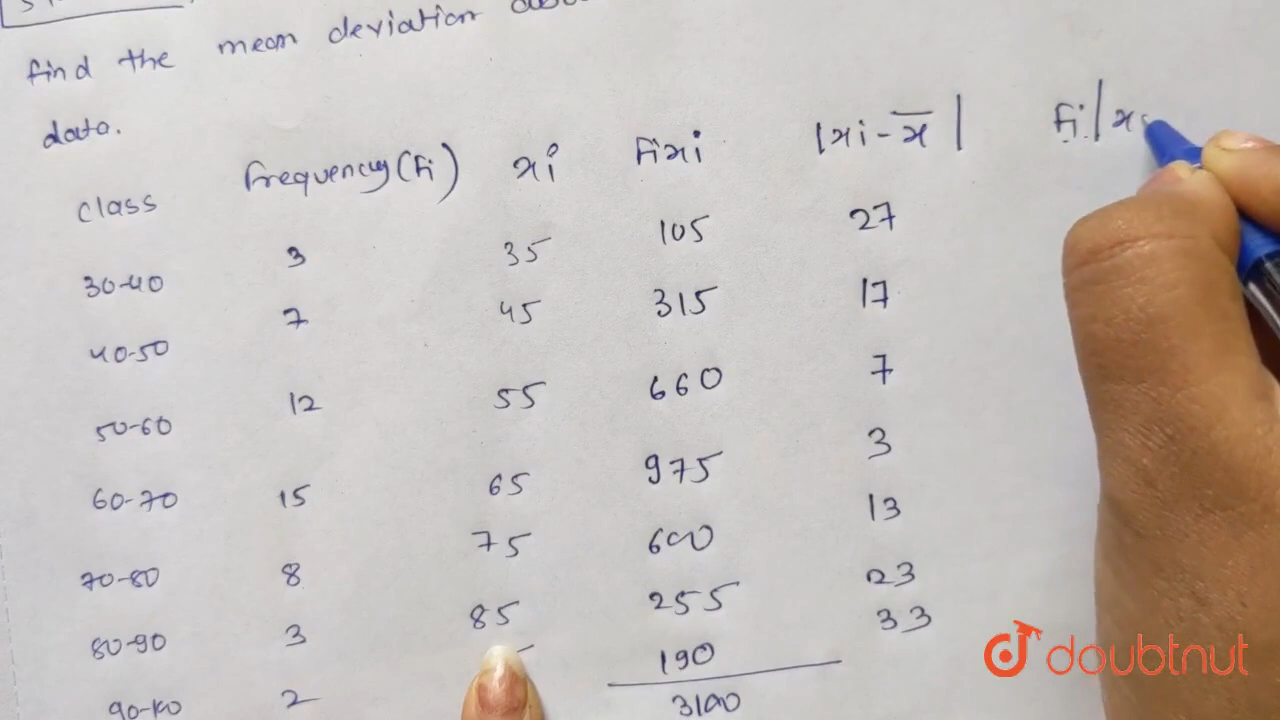 find the mean deviation
data.
class frequency(fi) xi fixi |xi-x̅| fi|x
30-40 3 35 105 27
40-50 7 45 315 17
50-60 12 55 660 7
60-70 15 65 975 3
70-80 8 75 600 13
80-90 3 85 255 23
90-100 2 190 33
3100
doubtnut